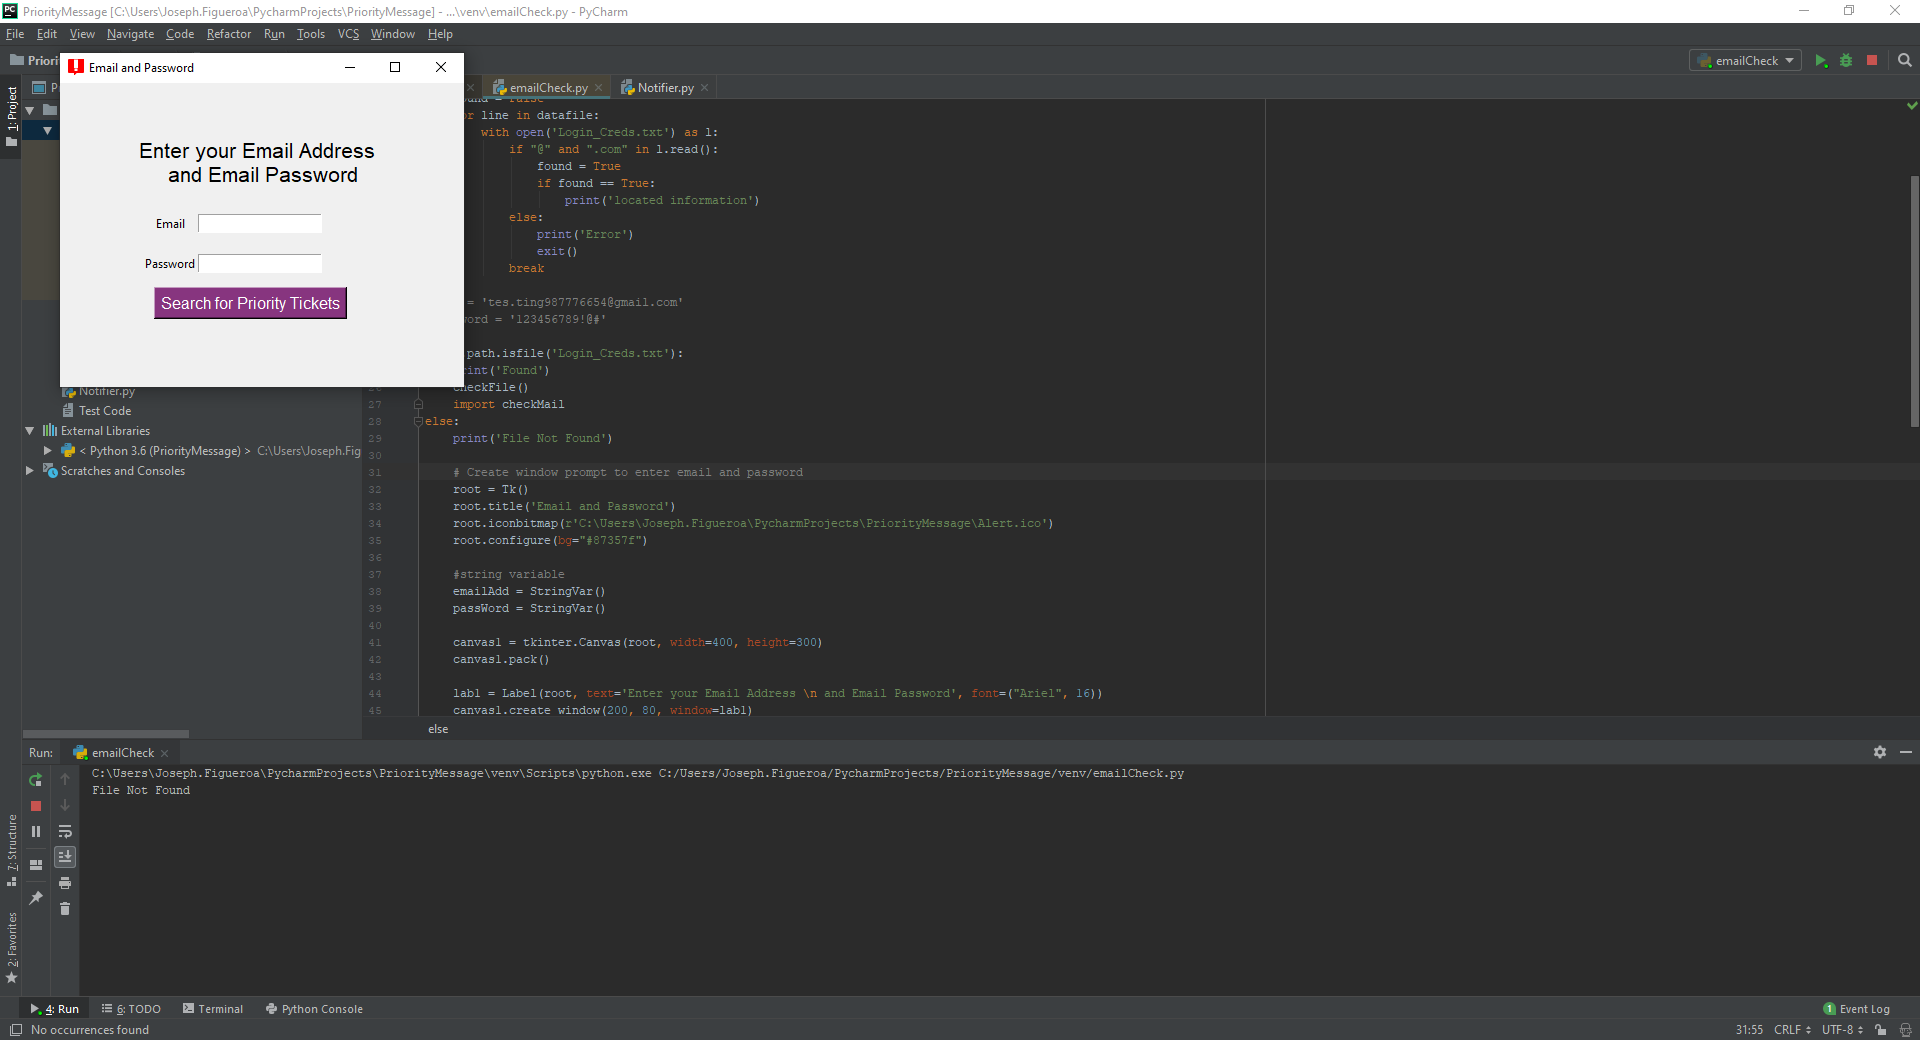 PriorityMessage [C:\Users\Joseph.Figueroa\PycharmProjects\PriorityMessage] - ...\venv\emailCheck.py - PyCharm
File Edit View Navigate Code Refactor Run Tools VCS Window Help
emailCheck
Email and Password
emailCheck.py
Notifier.py
1: Project
Enter your Email Address
and Email Password
Email
Password
Search for Priority Tickets
line in datafile:
with open('Login_Creds.txt') as l:
if "@" and ".com" in l.read():
found = True
if found == True:
print('located information')
else:
print('Error')
exit()
break
= 'tes.ting987776654@gmail.com'
= '123456789!@#'
path.isfile('Login_Creds.txt'):
('Found')
checkFile()
27 import checkMail
28 else:
29 print('File Not Found')
30
31 # Create window prompt to enter email and password
32 root = Tk()
33 root.title('Email and Password')
34 root.iconbitmap(r'C:\Users\Joseph.Figueroa\PycharmProjects\PriorityMessage\Alert.ico')
35 root.configure(bg="#87357f")
36
37 #string variable
38 emailAdd = StringVar()
39 passWord = StringVar()
40
41 canvas1 = tkinter.Canvas(root, width=400, height=300)
42 canvas1.pack()
43
44 lab1 = Label(root, text='Enter your Email Address \n and Email Password', font=("Ariel", 16))
45 canvas1.create_window(200, 80, window=lab1)
else
Notifier.py
Test Code
External Libraries
< Python 3.6 (PriorityMessage) > C:\Users\Joseph.Fig
Scratches and Consoles
Run: emailCheck
C:\Users\Joseph.Figueroa\PycharmProjects\PriorityMessage\venv\Scripts\python.exe C:/Users/Joseph.Figueroa/PycharmProjects/PriorityMessage/venv/emailCheck.py
File Not Found
7: Structure
2: Favorites
4: Run 6: TODO Terminal Python Console
1 Event Log
No occurrences found
31:55 CRLF UTF-8